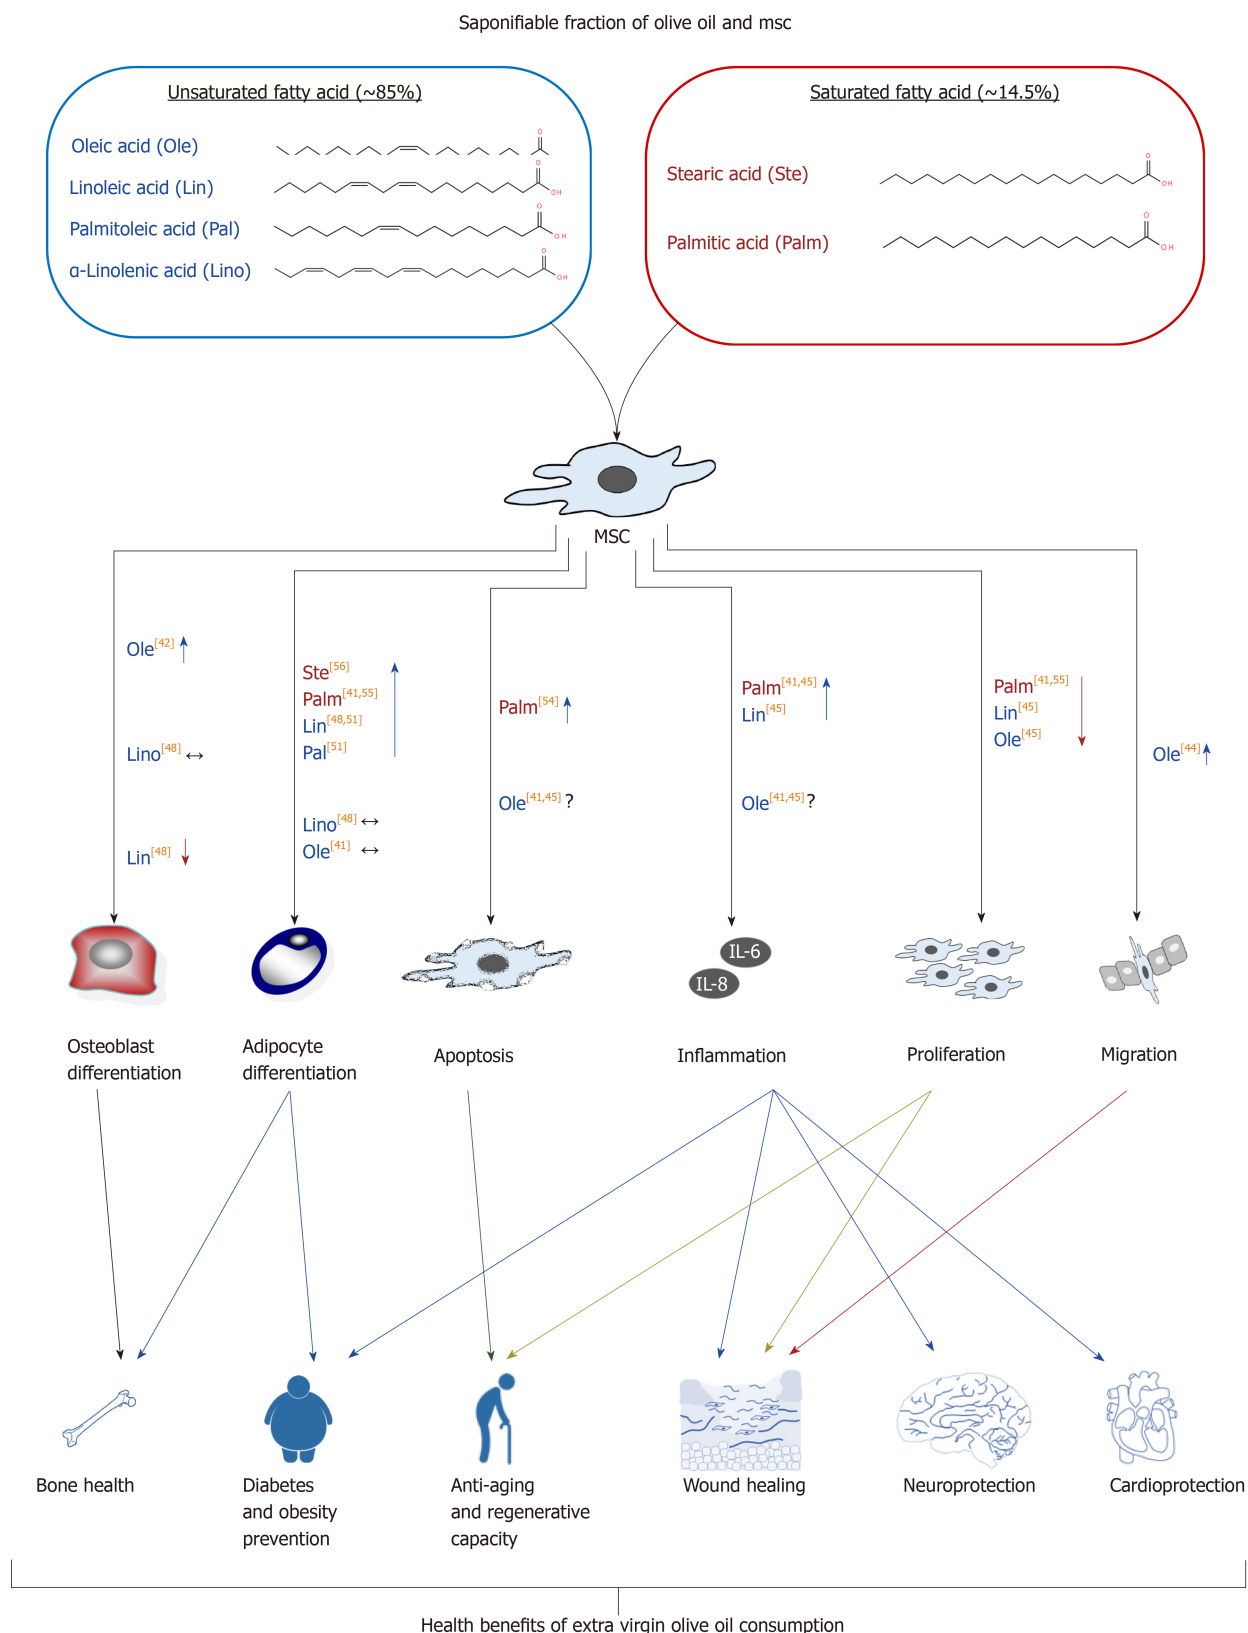 Saponifiable fraction of olive oil and msc
Unsaturated fatty acid (~85%)
Oleic acid (Ole)
O
Linoleic acid (Lin)
O
OH
Palmitoleic acid (Pal)
O
OH
α-Linolenic acid (Lino)
O
OH
Saturated fatty acid (~14.5%)
Stearic acid (Ste)
O
OH
Palmitic acid (Palm)
O
OH
MSC
Ole[42]
Lino[48] ↔
Lin[48]
Ste[56]
Palm[41,55]
Lin[48,51]
Pal[51]
Lino[48] ↔
Ole[41] ↔
Palm[54]
Ole[41,45] ?
Palm[41,45]
Lin[45]
Ole[41,45] ?
Palm[41,55]
Lin[45]
Ole[45]
Ole[44]
IL-6
IL-8
Osteoblast
differentiation
Adipocyte
differentiation
Apoptosis
Inflammation
Proliferation
Migration
Bone health
Diabetes
and obesity
prevention
Anti-aging
and regenerative
capacity
Wound healing
Neuroprotection
Cardioprotection
Health benefits of extra virgin olive oil consumption